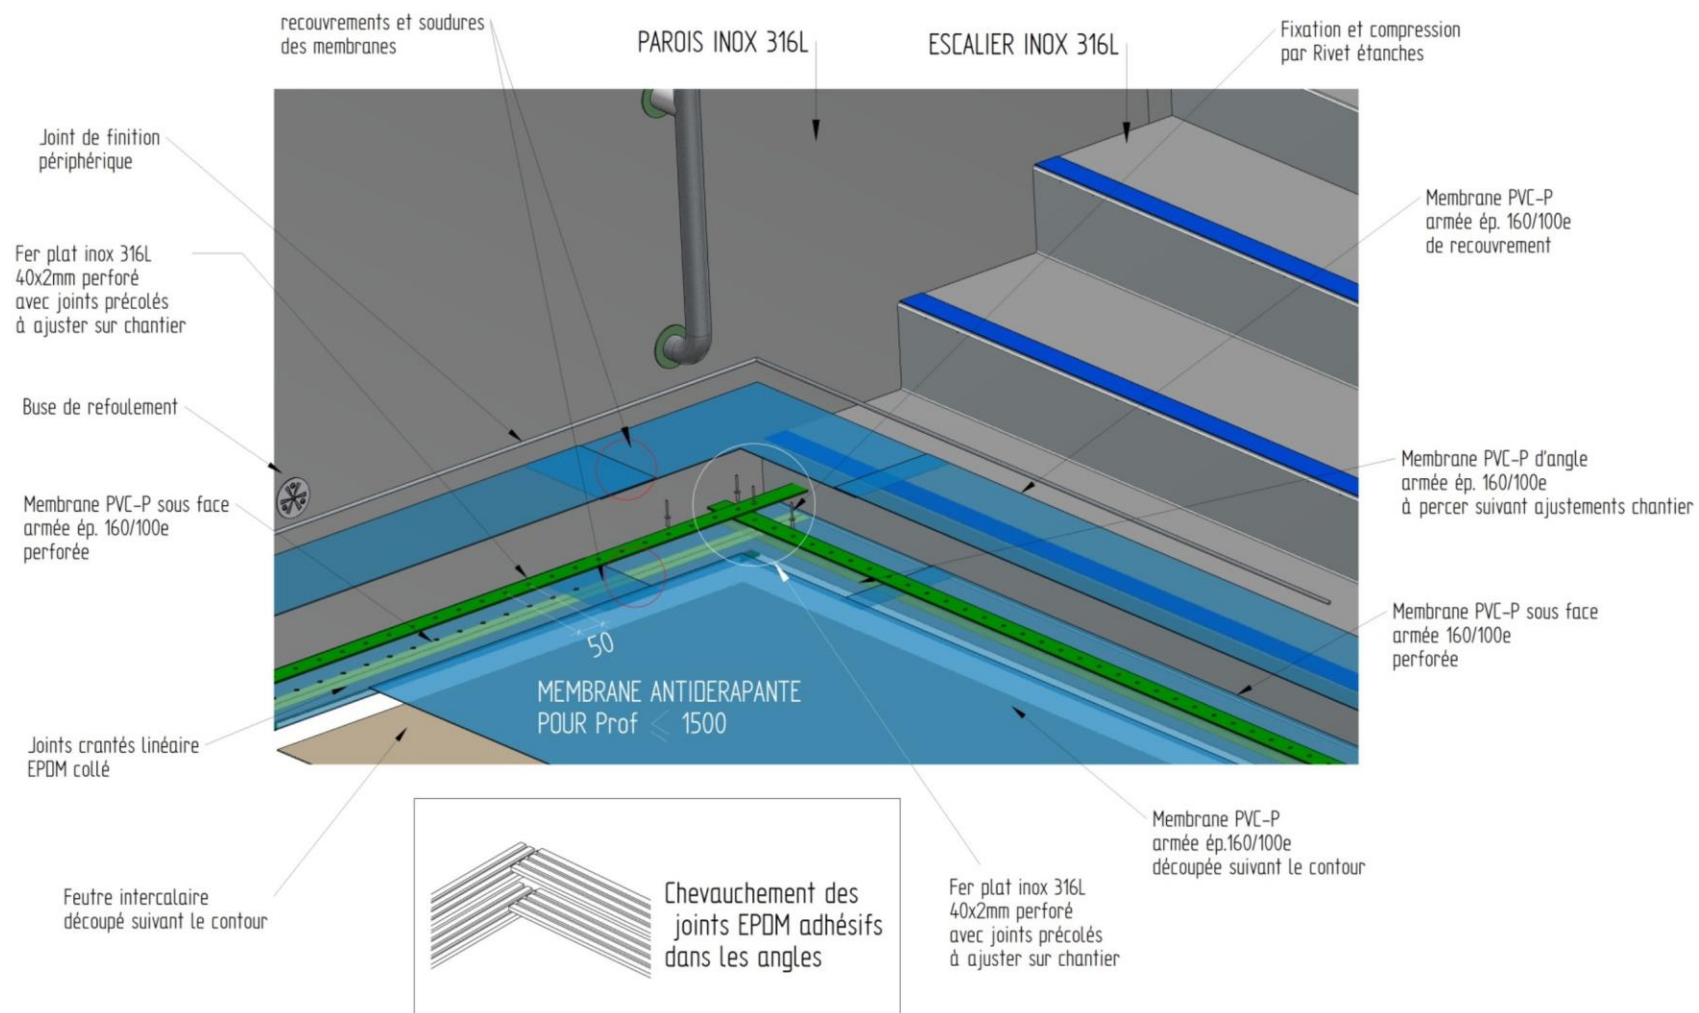 recouvrements et soudures
des membranes
PAROIS INOX 316L
ESCALIER INOX 316L
Fixation et compression
par Rivet étanches
Joint de finition
périphérique
Membrane PVC-P
armée ép. 160/100e
de recouvrement
Fer plat inox 316L
40x2mm perforé
avec joints précolés
à ajuster sur chantier
Buse de refoulement
Membrane PVC-P d'angle
armée ép. 160/100e
à percer suivant ajustements chantier
Membrane PVC-P sous face
armée ép. 160/100e
perforée
Membrane PVC-P sous face
armée 160/100e
perforée
50
MEMBRANE ANTIDERAPANTE
POUR Prof ⩽ 1500
Joints crantés linéaire
EPDM collé
Membrane PVC-P
armée ép.160/100e
découpée suivant le contour
Feutre intercalaire
découpé suivant le contour
Chevauchement des
joints EPDM adhésifs
dans les angles
Fer plat inox 316L
40x2mm perforé
avec joints précolés
à ajuster sur chantier